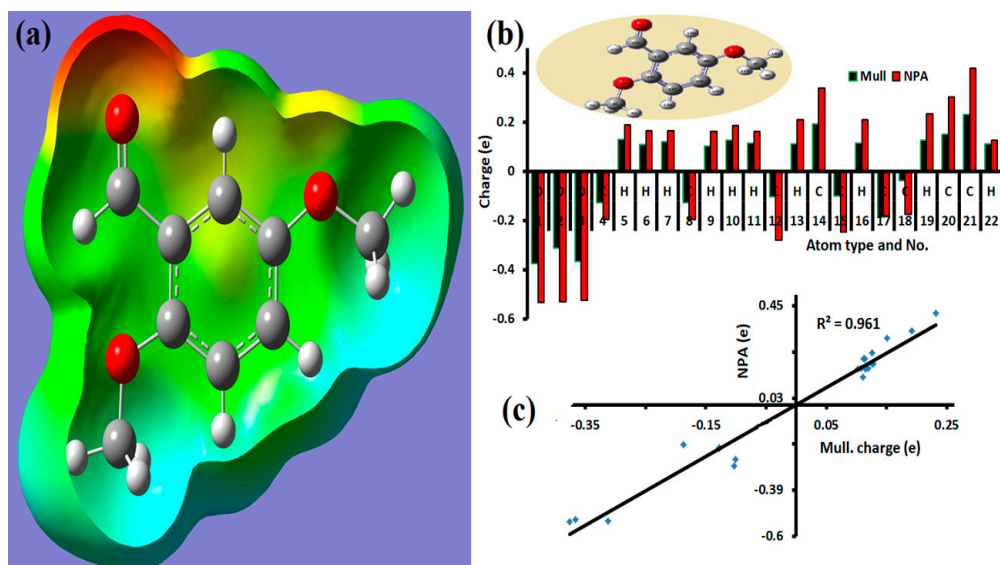 (a)
(b)
Mull NPA
Charge (e)
0.4
0.2
0
-0.2
-0.4
-0.6
O O O C H H H C H H H C H C C H C C H C C H
1 2 3 4 5 6 7 8 9 10 11 12 13 14 15 16 17 18 19 20 21 22
Atom type and No.
(c)
NPA (e)
R² = 0.961
0.45
0.03
-0.39
-0.6
-0.35
-0.15
0.05
0.25
Mull. charge (e)